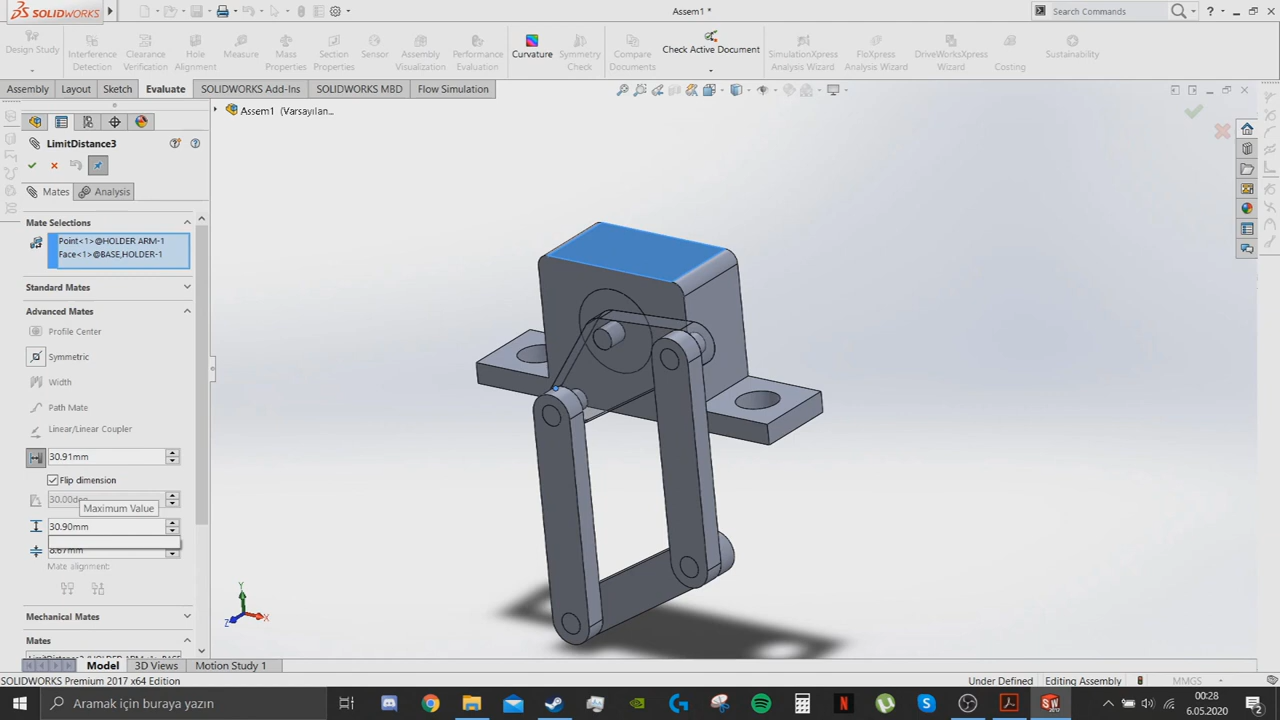 SOLIDWORKS
Assem1 *
Search Commands
Design Study
Interference Detection
Clearance Verification
Hole Alignment
Measure
Mass Properties
Section Properties
Sensor
Assembly Visualization
Performance Evaluation
Curvature
Symmetry Check
Compare Documents
Check Active Document
SimulationXpress Analysis Wizard
FloXpress Analysis Wizard
DriveWorksXpress Wizard
Costing
Sustainability
Assembly
Layout
Sketch
Evaluate
SOLIDWORKS Add-Ins
SOLIDWORKS MBD
Flow Simulation
Assem1 (Varsayılan...
LimitDistance3
Mates
Analysis
Mate Selections
Point<1>@HOLDER ARM-1
Face<1>@BASE,HOLDER-1
Standard Mates
Advanced Mates
Profile Center
Symmetric
Width
Path Mate
Linear/Linear Coupler
30.91mm
Flip dimension
30.00deg
Maximum Value
30.90mm
8.67mm
Mate alignment:
Mechanical Mates
Mates
Y
X
Z
Model
3D Views
Motion Study 1
SOLIDWORKS Premium 2017 x64 Edition
Under Defined
Editing Assembly
MMGS
Aramak için buraya yazın
00:28
6.05.2020
2